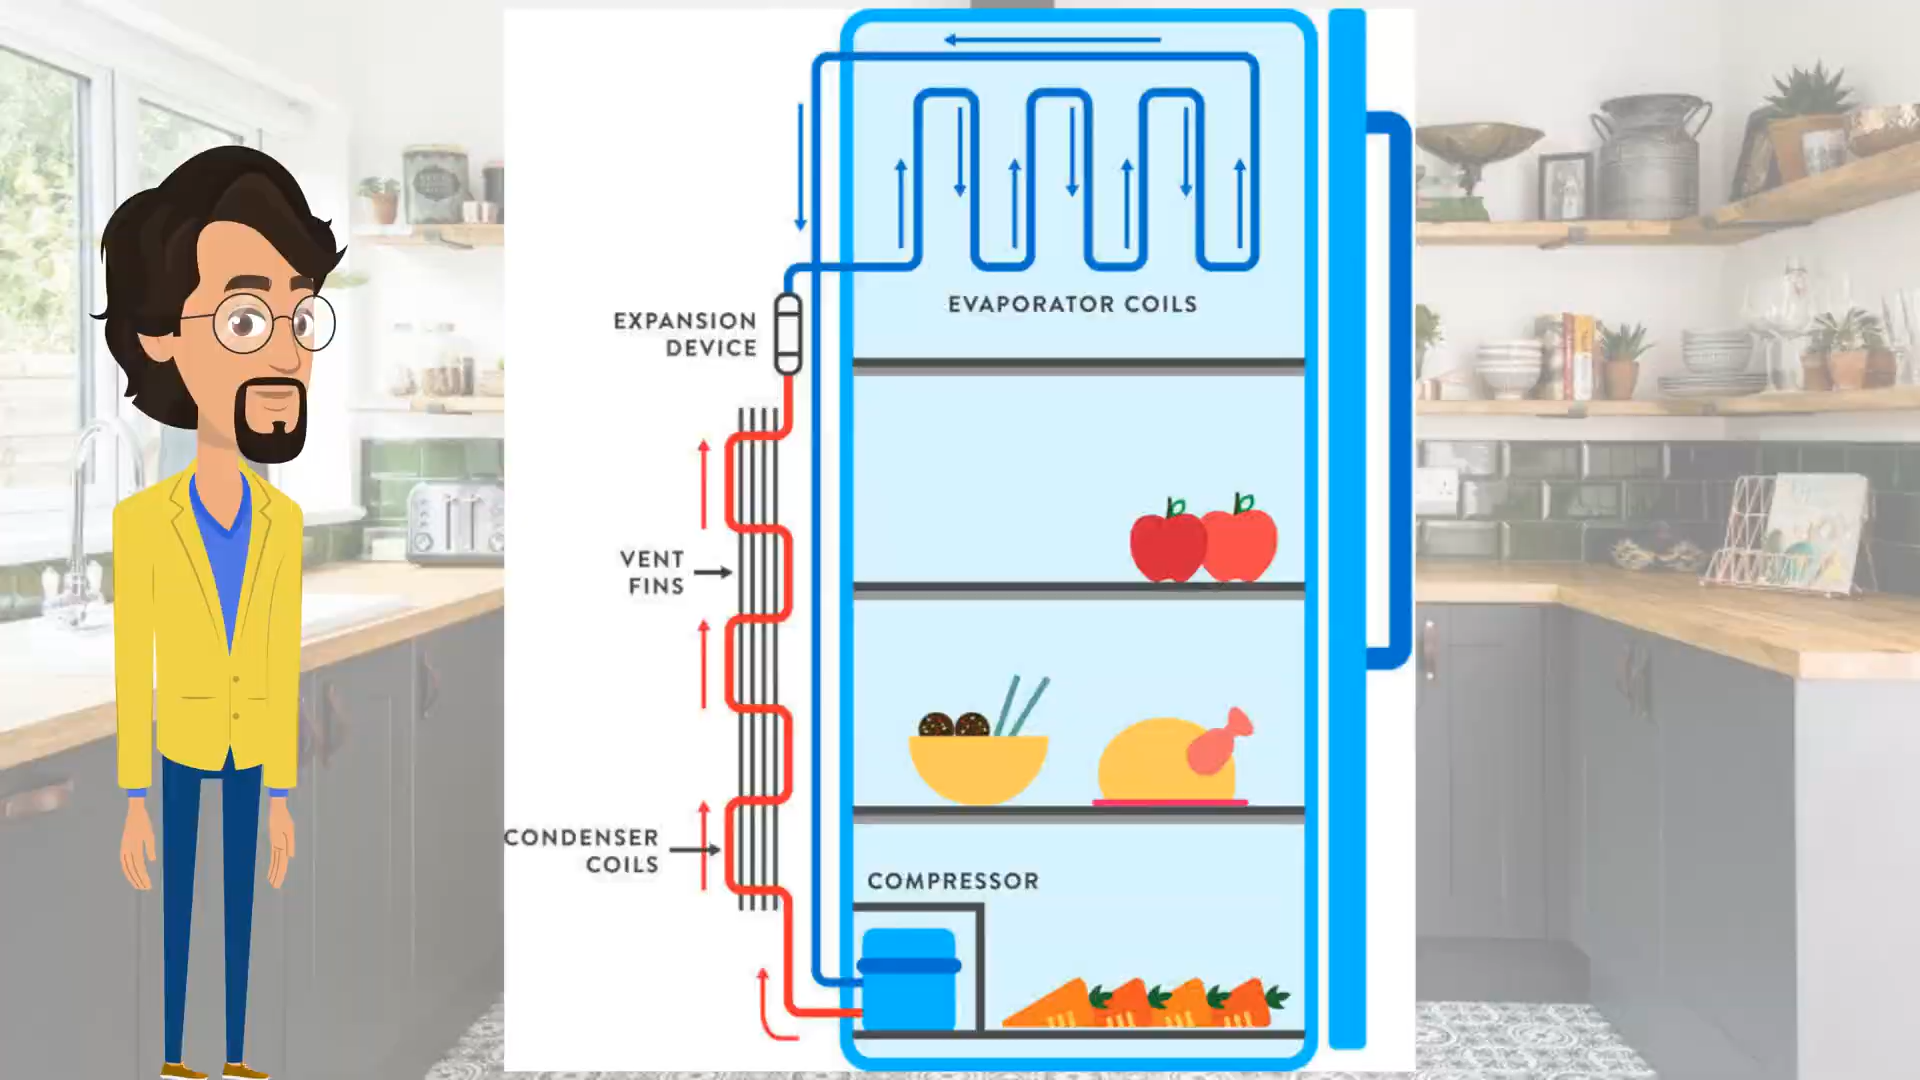 EVAPORATOR COILS
EXPANSION
DEVICE
VENT
FINS
CONDENSER
COILS
COMPRESSOR